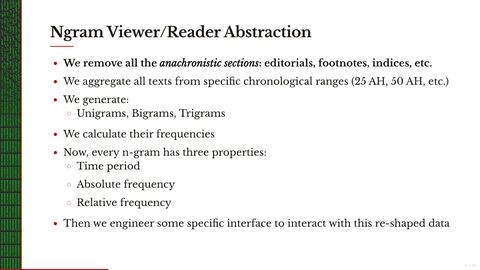 Ngram Viewer/Reader Abstraction
• We remove all the anachronistic sections: editorials, footnotes, indices, etc.
• We aggregate all texts from specific chronological ranges (25 AH, 50 AH, etc.)
• We generate:
○ Unigrams, Bigrams, Trigrams
• We calculate their frequencies
• Now, every n-gram has three properties:
○ Time period
○ Absolute frequency
○ Relative frequency
• Then we engineer some specific interface to interact with this re-shaped data